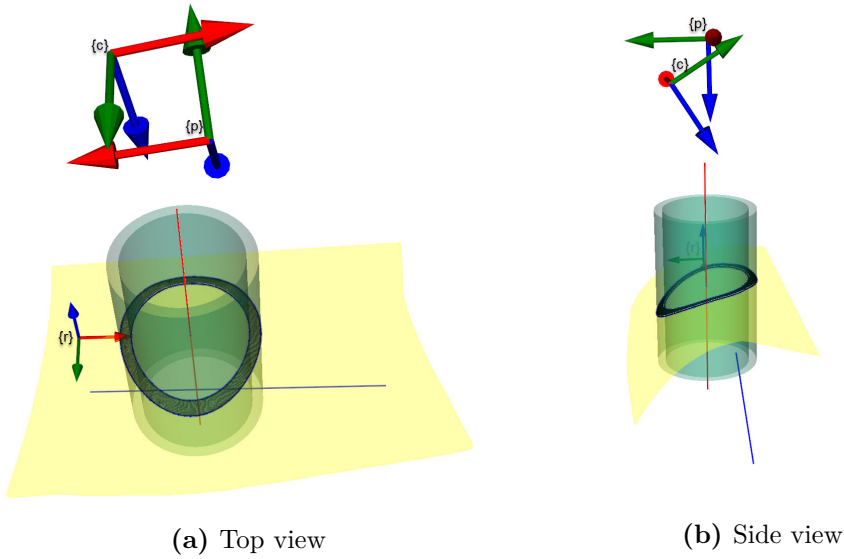 {c}
{p}
{r}
(a) Top view
{p}
{c}
{r}
(b) Side view